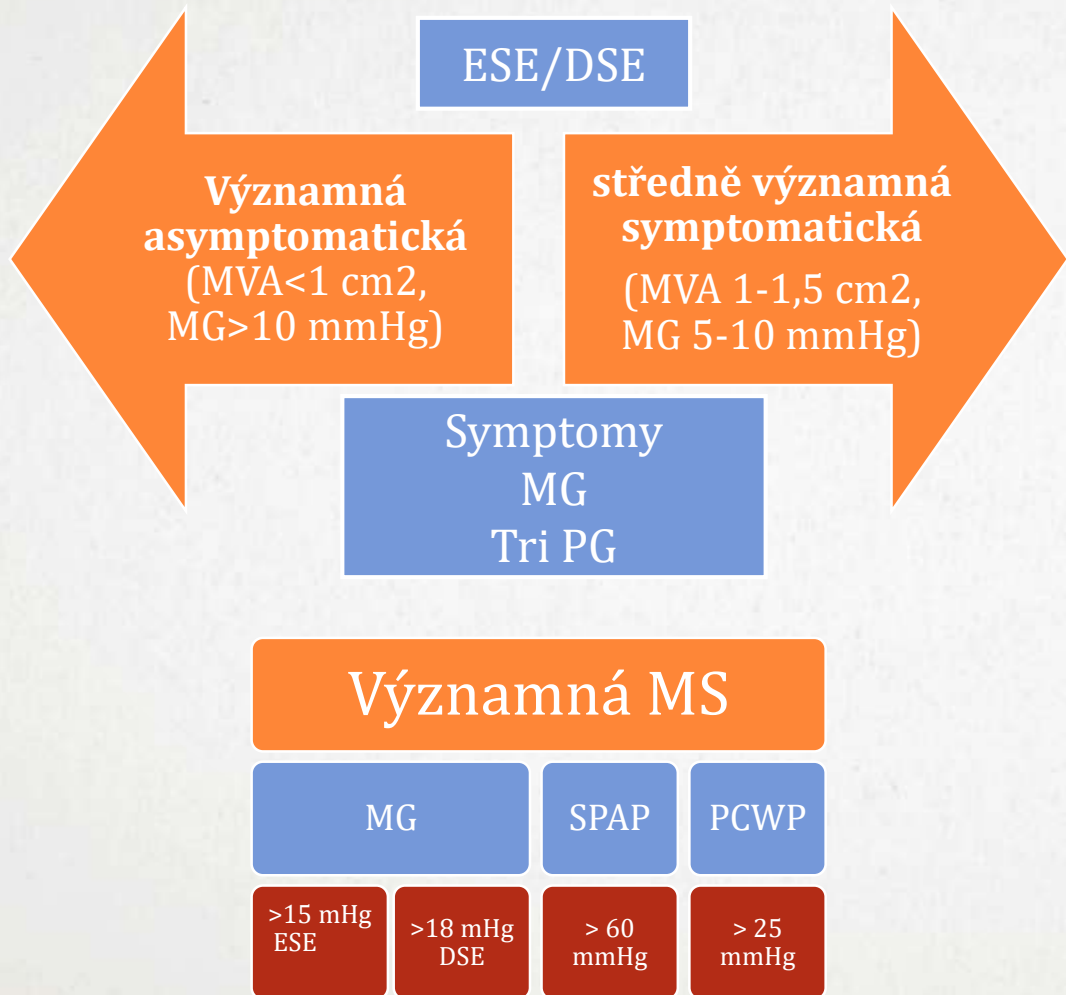 ESE/DSE
Významná
asymptomatická
(MVA<1 cm2,
MG>10 mmHg)
středně významná
symptomatická
(MVA 1-1,5 cm2,
MG 5-10 mmHg)
Symptomy
MG
Tri PG
Významná MS
MG
SPAP
PCWP
>15 mHg
ESE
>18 mHg
DSE
> 60
mmHg
> 25
mmHg